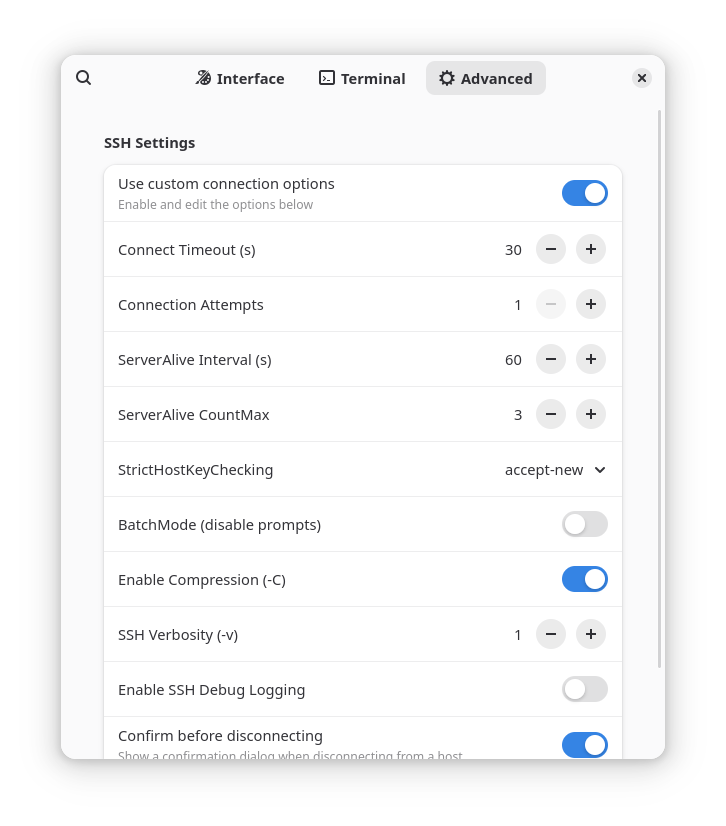 Interface Terminal Advanced
SSH Settings
Use custom connection options
Enable and edit the options below
Connect Timeout (s) 30
Connection Attempts 1
ServerAlive Interval (s) 60
ServerAlive CountMax 3
StrictHostKeyChecking accept-new
BatchMode (disable prompts)
Enable Compression (-C)
SSH Verbosity (-v) 1
Enable SSH Debug Logging
Confirm before disconnecting
Show a confirmation dialog when disconnecting from a host